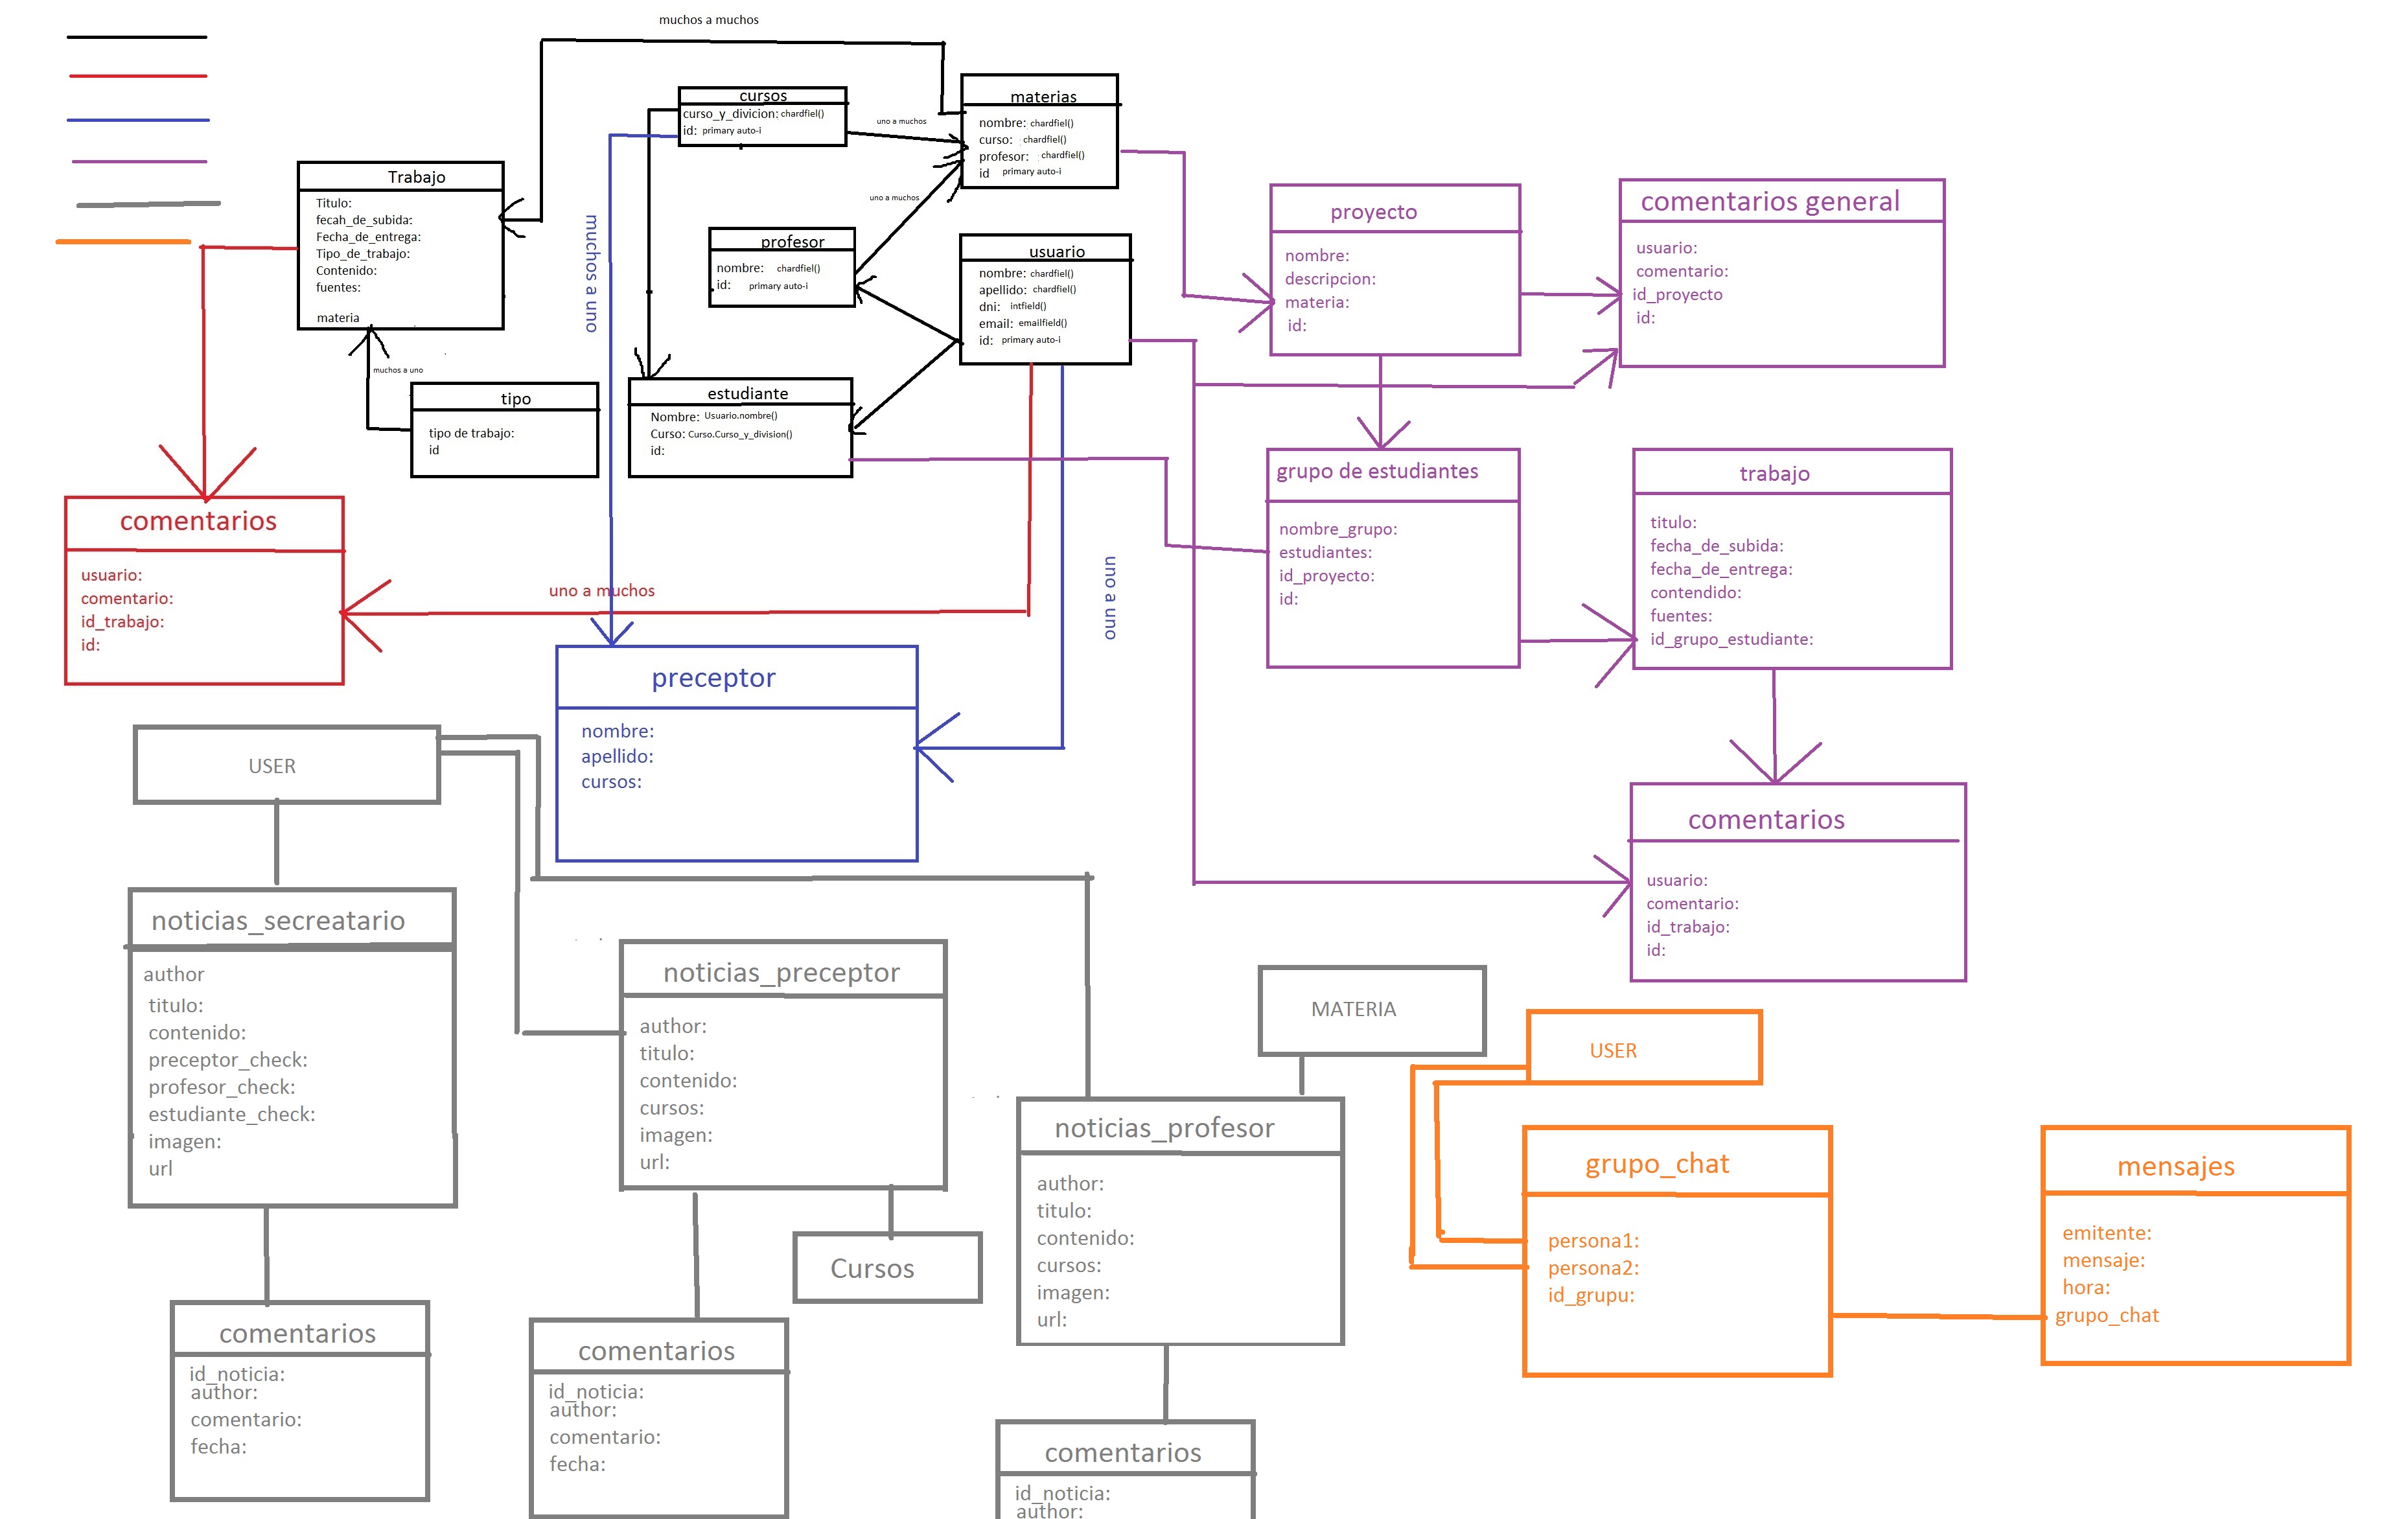 muchos a muchos
cursos
curso_y_divicion: chardfiel()
id: primary auto-i
uno a muchos
materias
nombre: chardfiel()
curso: chardfiel()
profesor: chardfiel()
id primary auto-i
Trabajo
Titulo:
fecah_de_subida:
Fecha_de_entrega:
Tipo_de_trabajo:
Contenido:
fuentes:
materia
muchos a uno
uno a muchos
profesor
nombre: chardfiel()
id: primary auto-i
usuario
nombre: chardfiel()
apellido: chardfiel()
dni: intfield()
email: emailfield()
id: primary auto-i
proyecto
nombre:
descripcion:
materia:
id:
comentarios general
usuario:
comentario:
id_proyecto
id:
muchos a uno
tipo
tipo de trabajo:
id
estudiante
Nombre: Usuario.nombre()
Curso: Curso.Curso_y_division()
id:
grupo de estudiantes
nombre_grupo:
estudiantes:
id_proyecto:
id:
trabajo
titulo:
fecha_de_subida:
fecha_de_entrega:
contendido:
fuentes:
id_grupo_estudiante:
comentarios
usuario:
comentario:
id_trabajo:
id:
uno a muchos
uno a uno
preceptor
nombre:
apellido:
cursos:
comentarios
usuario:
comentario:
id_trabajo:
id:
USER
noticias_secreatario
author
titulo:
contenido:
preceptor_check:
profesor_check:
estudiante_check:
imagen:
url
noticias_preceptor
author:
titulo:
contenido:
cursos:
imagen:
url:
MATERIA
noticias_profesor
author:
titulo:
contenido:
cursos:
imagen:
url:
USER
grupo_chat
persona1:
persona2:
id_grupu:
mensajes
emitente:
mensaje:
hora:
grupo_chat
Cursos
comentarios
id_noticia:
author:
comentario:
fecha:
comentarios
id_noticia:
author:
comentario:
fecha:
comentarios
id_noticia:
author: